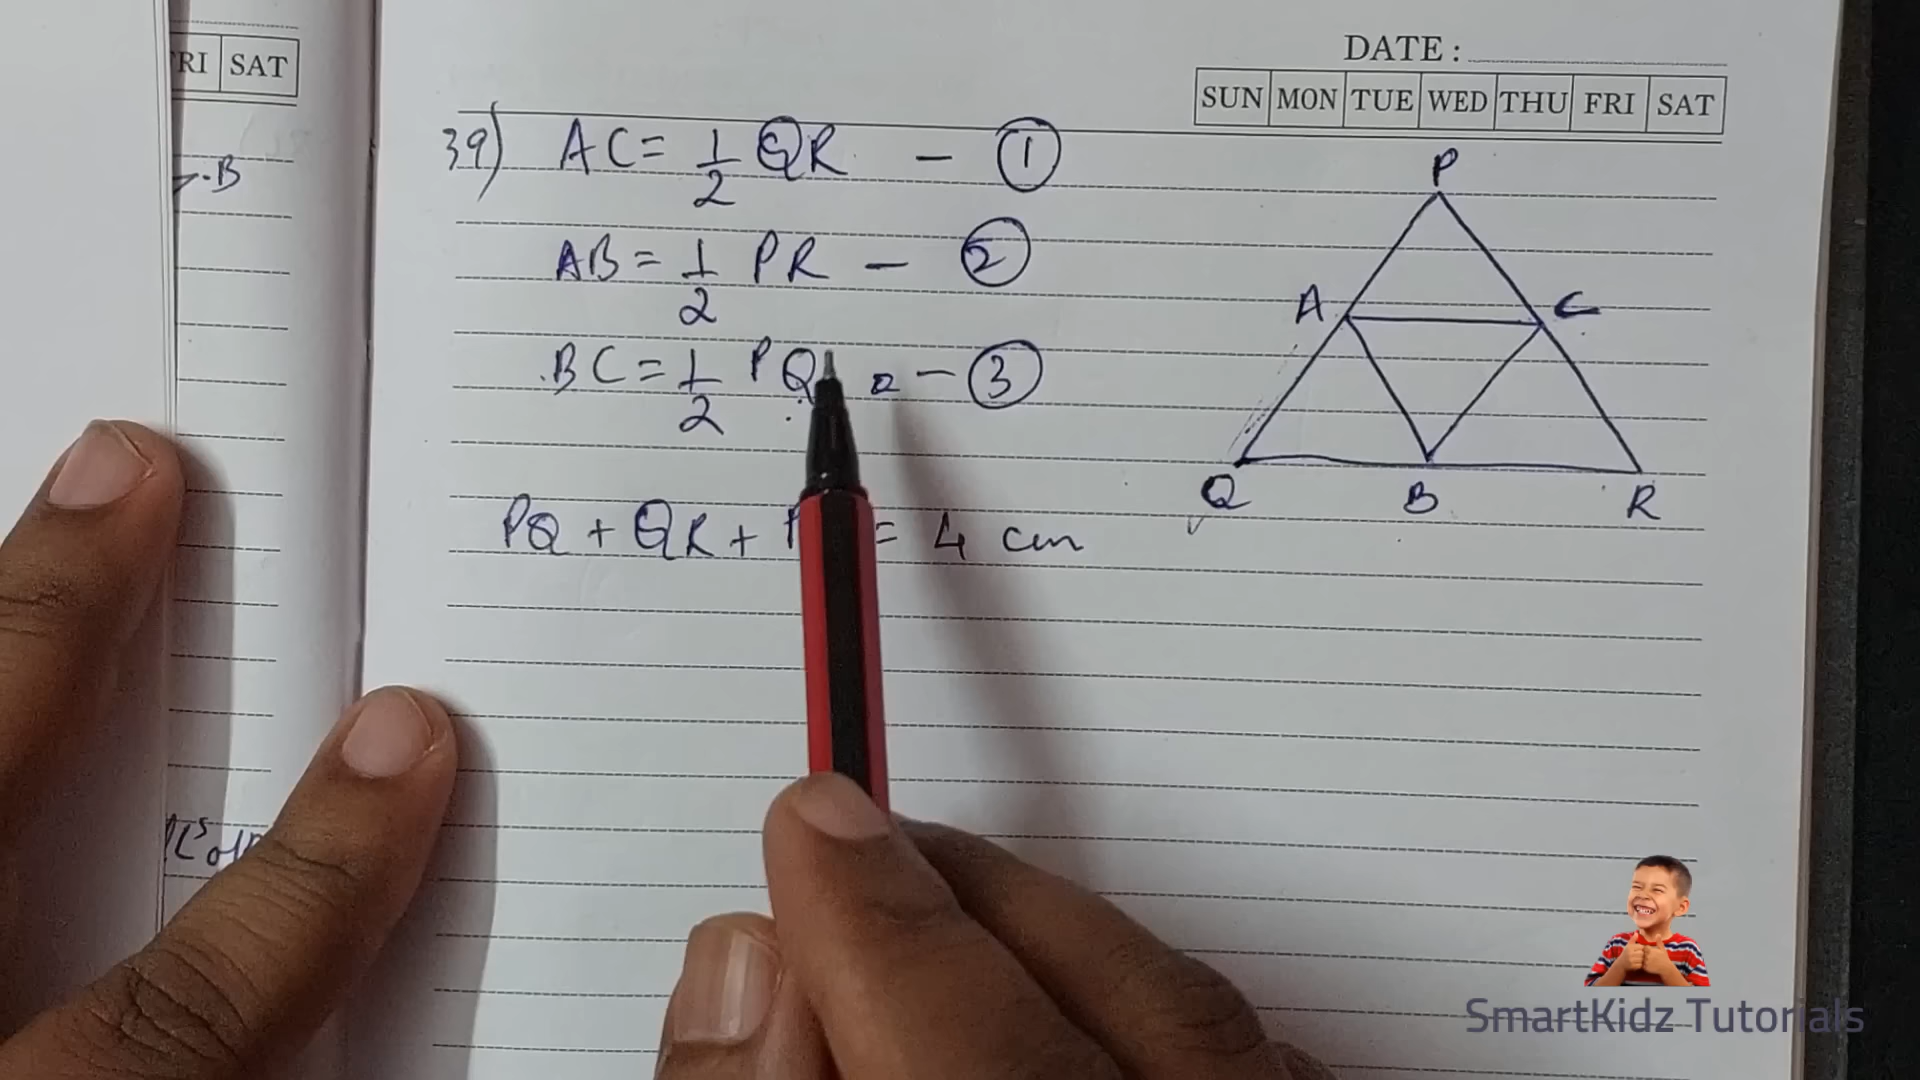 DATE :
FRI SAT
SUN MON TUE WED THU FRI SAT
.B
39) AC = 1/2 QR - ①
AB = 1/2 PR - ②
BC = 1/2 PQ - ③
PQ + QR + P = 4 cm
P
A C
Q B R
SmartKidz Tutorials